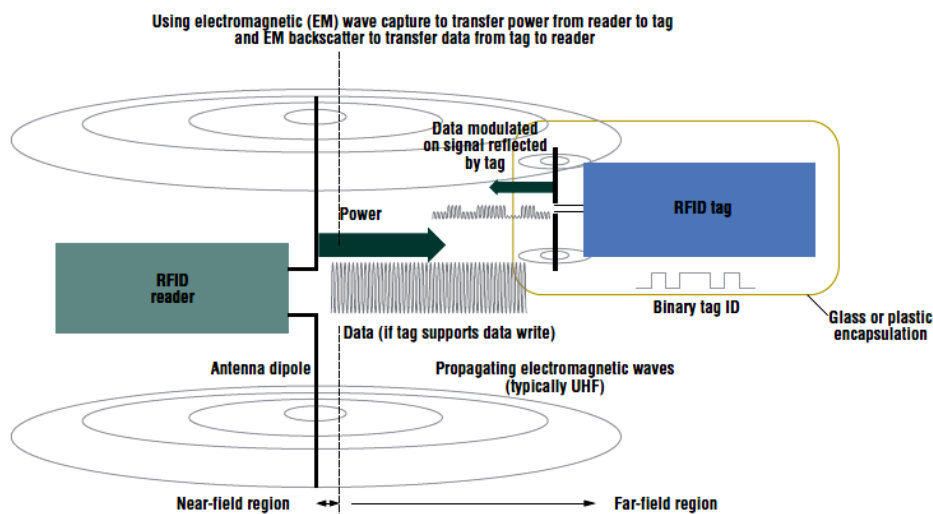 Using electromagnetic (EM) wave capture to transfer power from reader to tag
and EM backscatter to transfer data from tag to reader
Data modulated
on signal reflected
by tag
Power
RFID tag
RFID
reader
Binary tag ID
Glass or plastic
encapsulation
Data (if tag supports data write)
Antenna dipole
Propagating electromagnetic waves
(typically UHF)
Near-field region
Far-field region